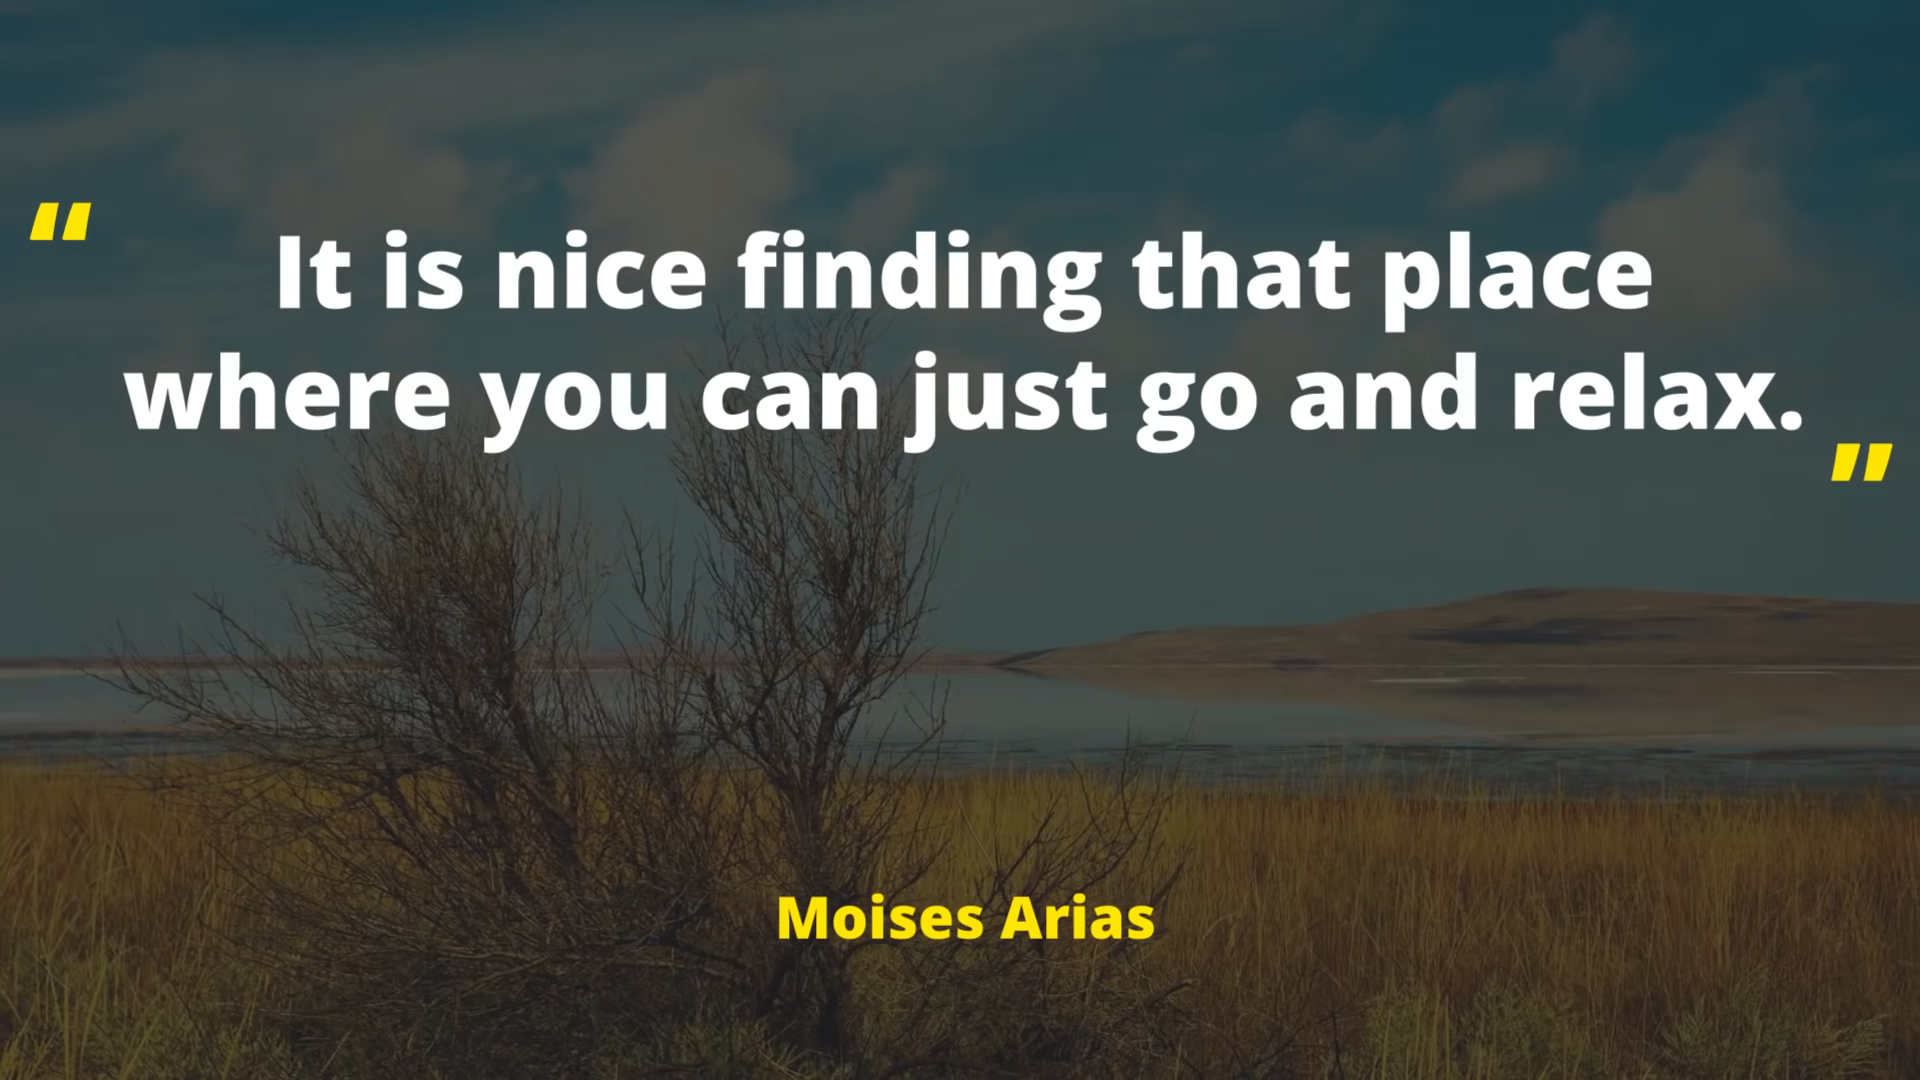 “
It is nice finding that place
where you can just go and relax.
”
Moises Arias